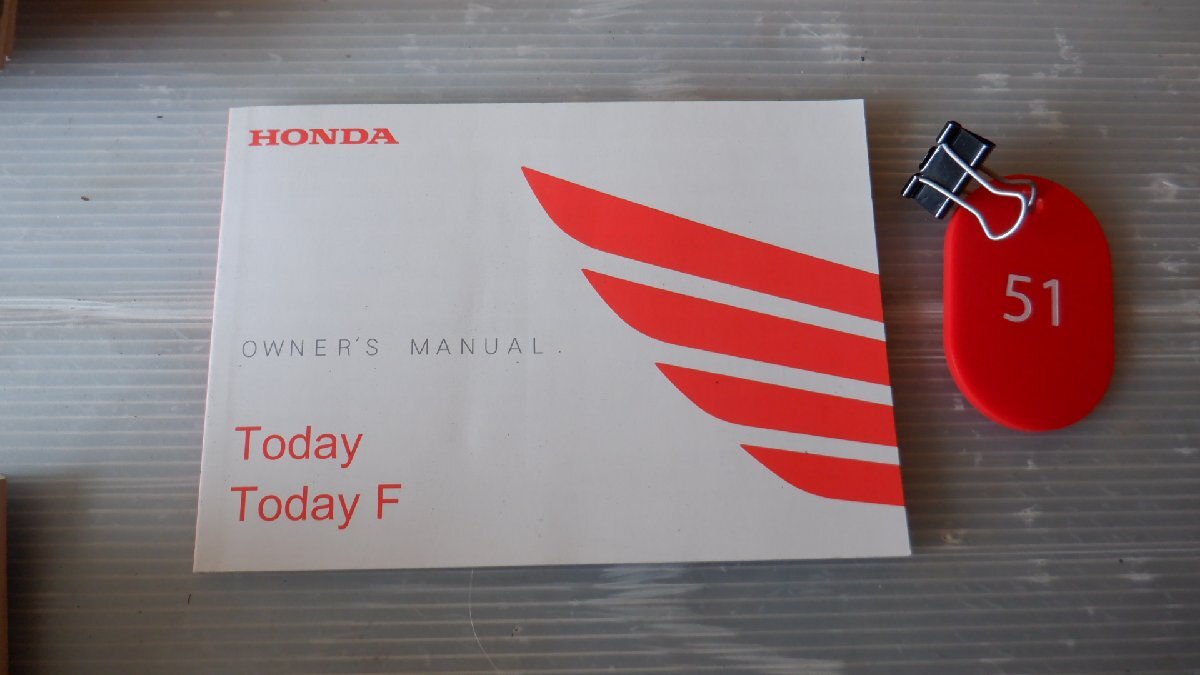 HONDA
OWNER'S MANUAL.
Today
Today F
51